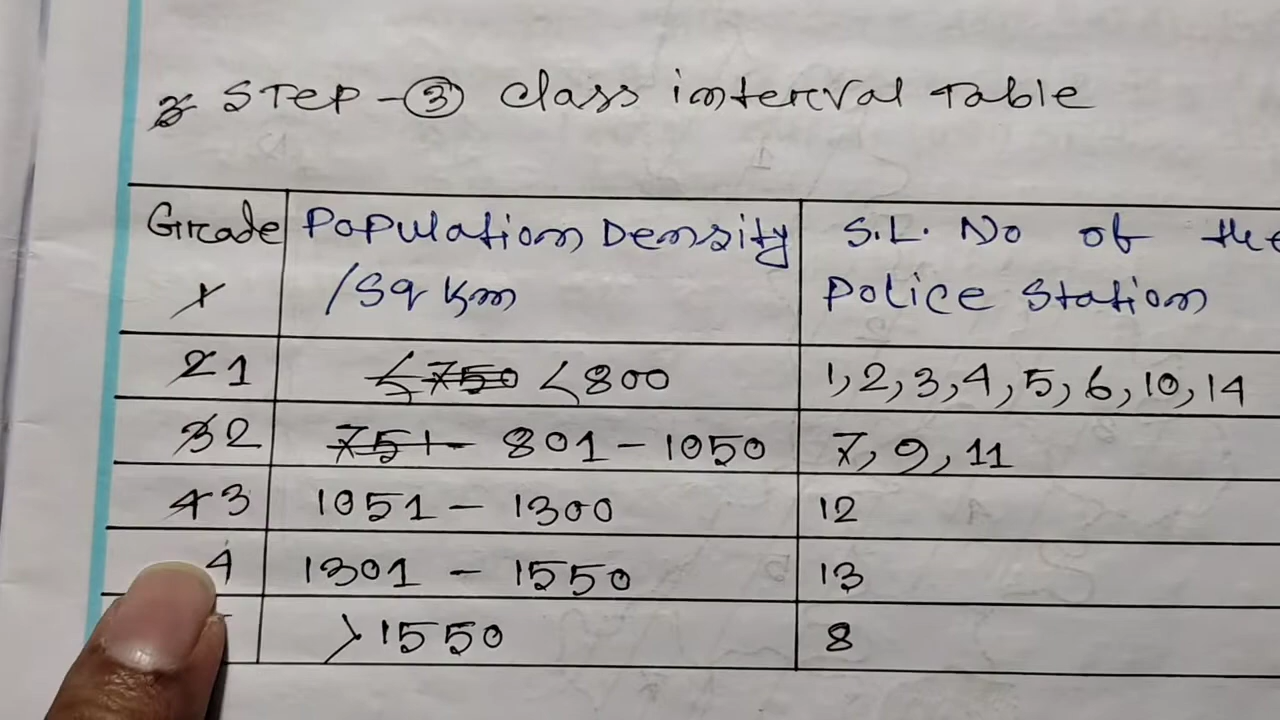 STEP-③ Class interval Table
Grade Population Density S.L. No of the
/Sq Km Police Station
1 <750 <800 1,2,3,4,5,6,10,14
2 751- 801-1050 7,9,11
3 1051-1300 12
4 1301-1550 13
>1550 8